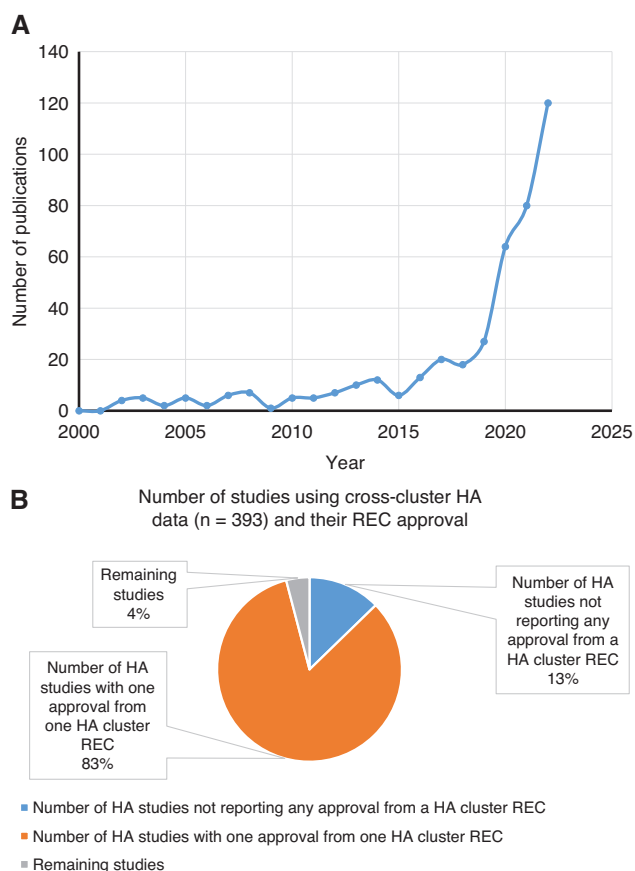 A
140
120
100
80
60
40
20
0
Number of publications
2000 2005 2010 2015 2020 2025
Year
B
Number of studies using cross-cluster HA
data (n = 393) and their REC approval
Remaining
studies
4%
Number of HA
studies not
reporting any
approval from a
HA cluster REC
13%
Number of HA
studies with one
approval from
one HA cluster
REC
83%
Number of HA studies not reporting any approval from a HA cluster REC
Number of HA studies with one approval from one HA cluster REC
Remaining studies